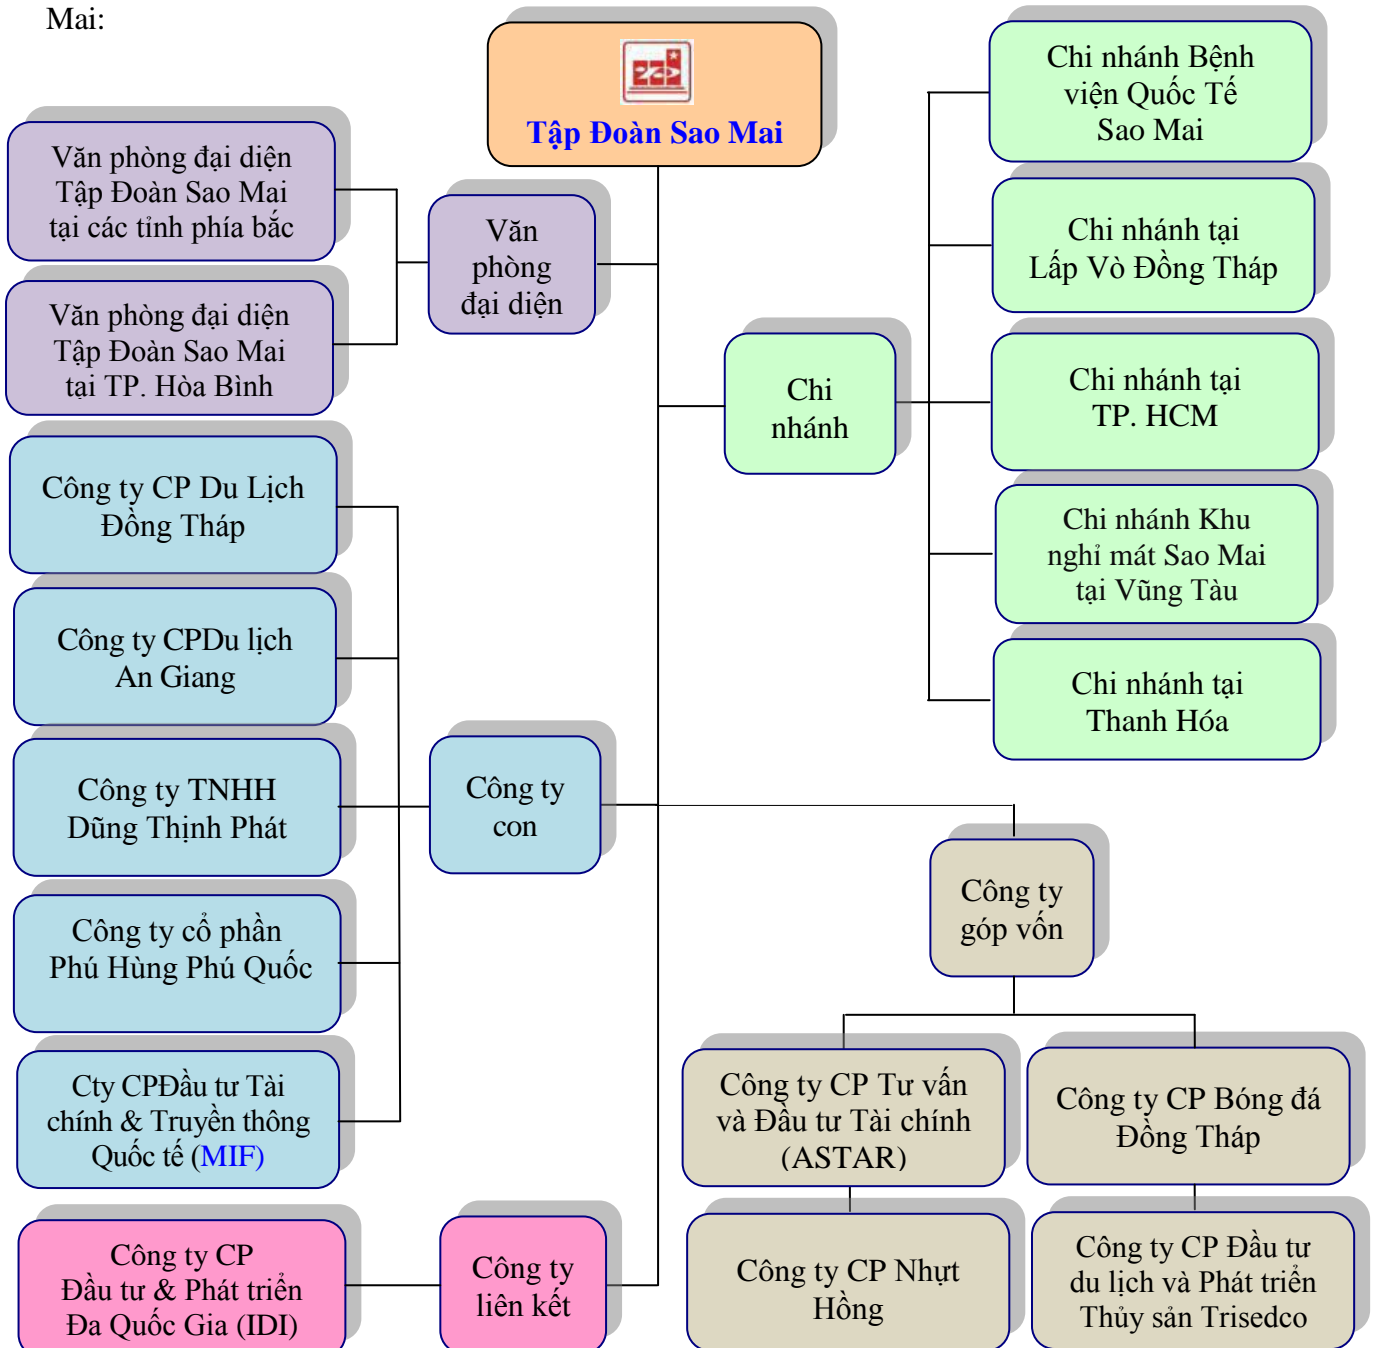 Mai:
Tập Đoàn Sao Mai
Văn phòng đại diện
Tập Đoàn Sao Mai
tại các tỉnh phía bắc
Văn phòng đại diện
Tập Đoàn Sao Mai
tại TP. Hòa Bình
Văn
phòng
đại diện
Chi
nhánh
Chi nhánh Bệnh
viện Quốc Tế
Sao Mai
Chi nhánh tại
Lấp Vò Đồng Tháp
Chi nhánh tại
TP. HCM
Chi nhánh Khu
nghỉ mát Sao Mai
tại Vũng Tàu
Chi nhánh tại
Thanh Hóa
Công ty CP Du Lịch
Đồng Tháp
Công ty CPDu lịch
An Giang
Công ty TNHH
Dũng Thịnh Phát
Công ty cổ phần
Phú Hùng Phú Quốc
Cty CPĐầu tư Tài
chính & Truyền thông
Quốc tế (MIF)
Công ty
con
Công ty
góp vốn
Công ty CP Tư vấn
và Đầu tư Tài chính
(ASTAR)
Công ty CP Bóng đá
Đồng Tháp
Công ty CP Nhựt
Hồng
Công ty CP Đầu tư
du lịch và Phát triển
Thủy sản Trisedco
Công ty CP
Đầu tư & Phát triển
Đa Quốc Gia (IDI)
Công ty
liên kết